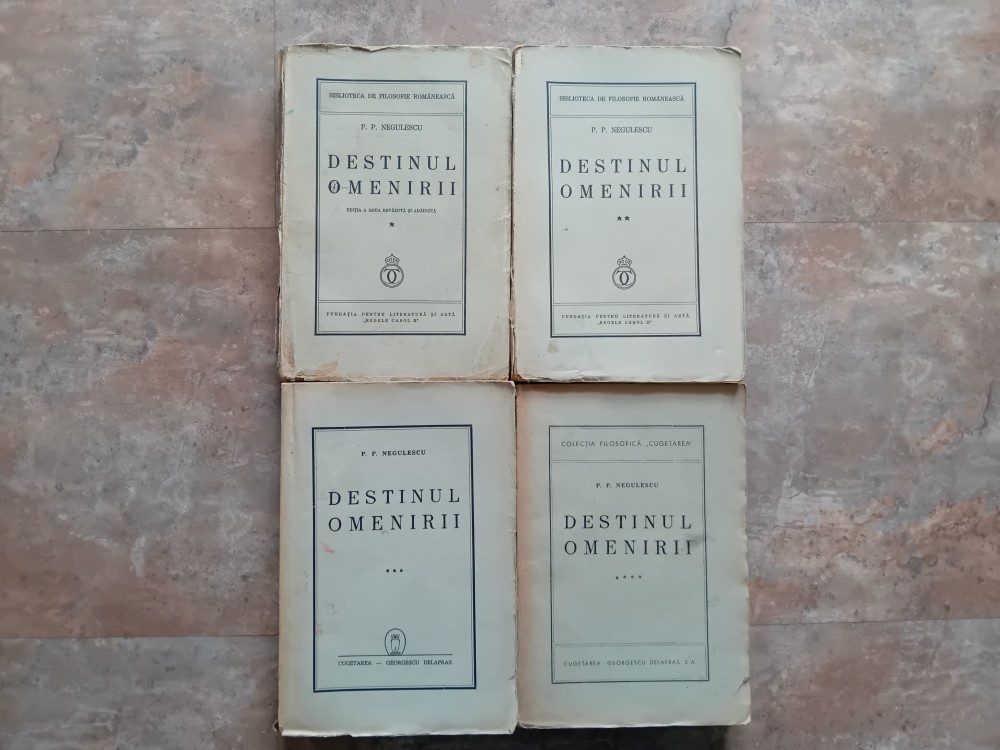 BIBLIOTECA DE FILOSOFIE ROMÂNEASCĂ
P. P. NEGULESCU
DESTINUL
OMENIRII
EDIȚIA A DOUA REVĂZUTĂ ȘI ADĂUGITĂ
*
FUNDAȚIA PENTRU LITERATURĂ ȘI ARTĂ
„REGELE CAROL II”
BIBLIOTECA DE FILOSOFIE ROMÂNEASCĂ
P. P. NEGULESCU
DESTINUL
OMENIRII
**
FUNDAȚIA PENTRU LITERATURĂ ȘI ARTĂ
„REGELE CAROL II”
P. P. NEGULESCU
DESTINUL
OMENIRII
***
CUGETAREA — GEORGESCU DELAFRAS
COLECȚIA FILOSOFICĂ „CUGETAREA”
P. P. NEGULESCU
DESTINUL
OMENIRII
****
CUGETAREA GEORGESCU DELAFRAS, S. A.